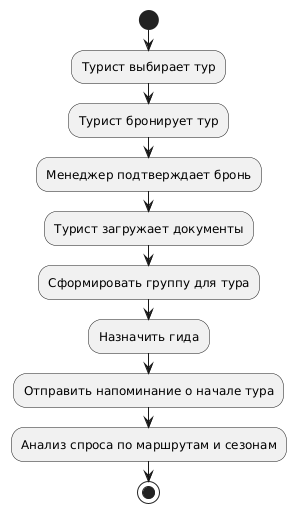 Турист выбирает тур
Турист бронирует тур
Менеджер подтверждает бронь
Турист загружает документы
Сформировать группу для тура
Назначить гида
Отправить напоминание о начале тура
Анализ спроса по маршрутам и сезонам